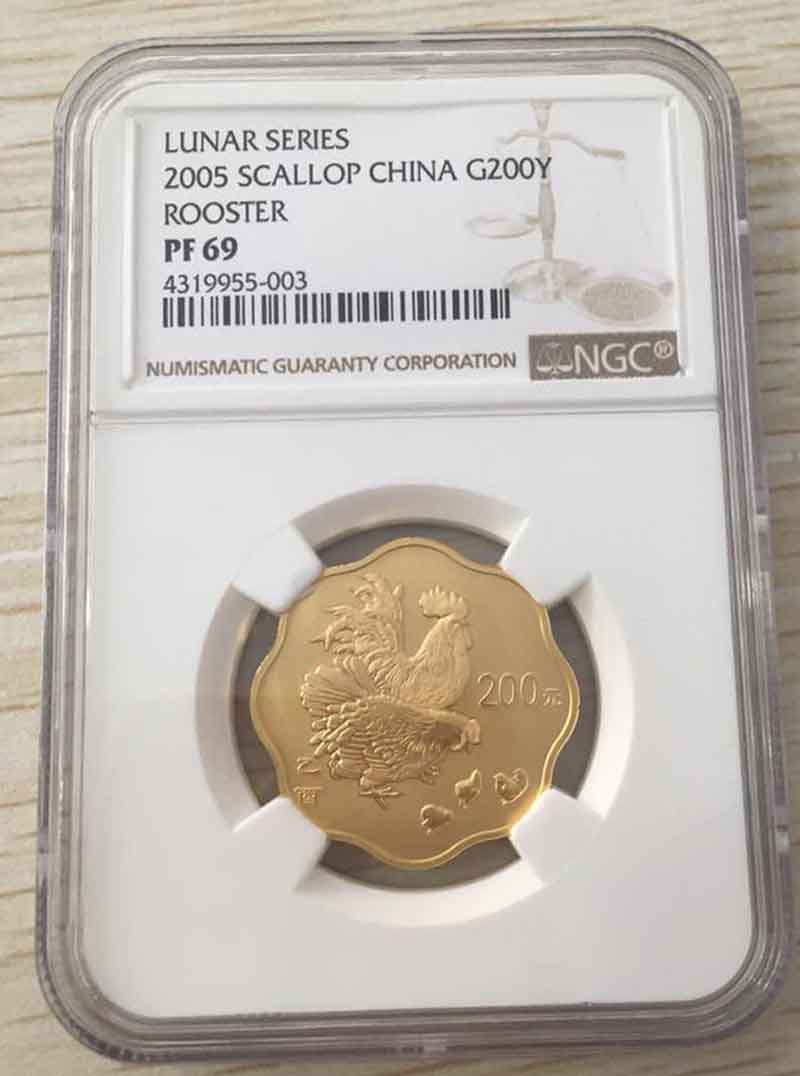 LUNAR SERIES
2005 SCALLOP CHINA G200Y
ROOSTER
PF 69
4319955-003
NUMISMATIC GUARANTY CORPORATION NGC®
200元
乙酉